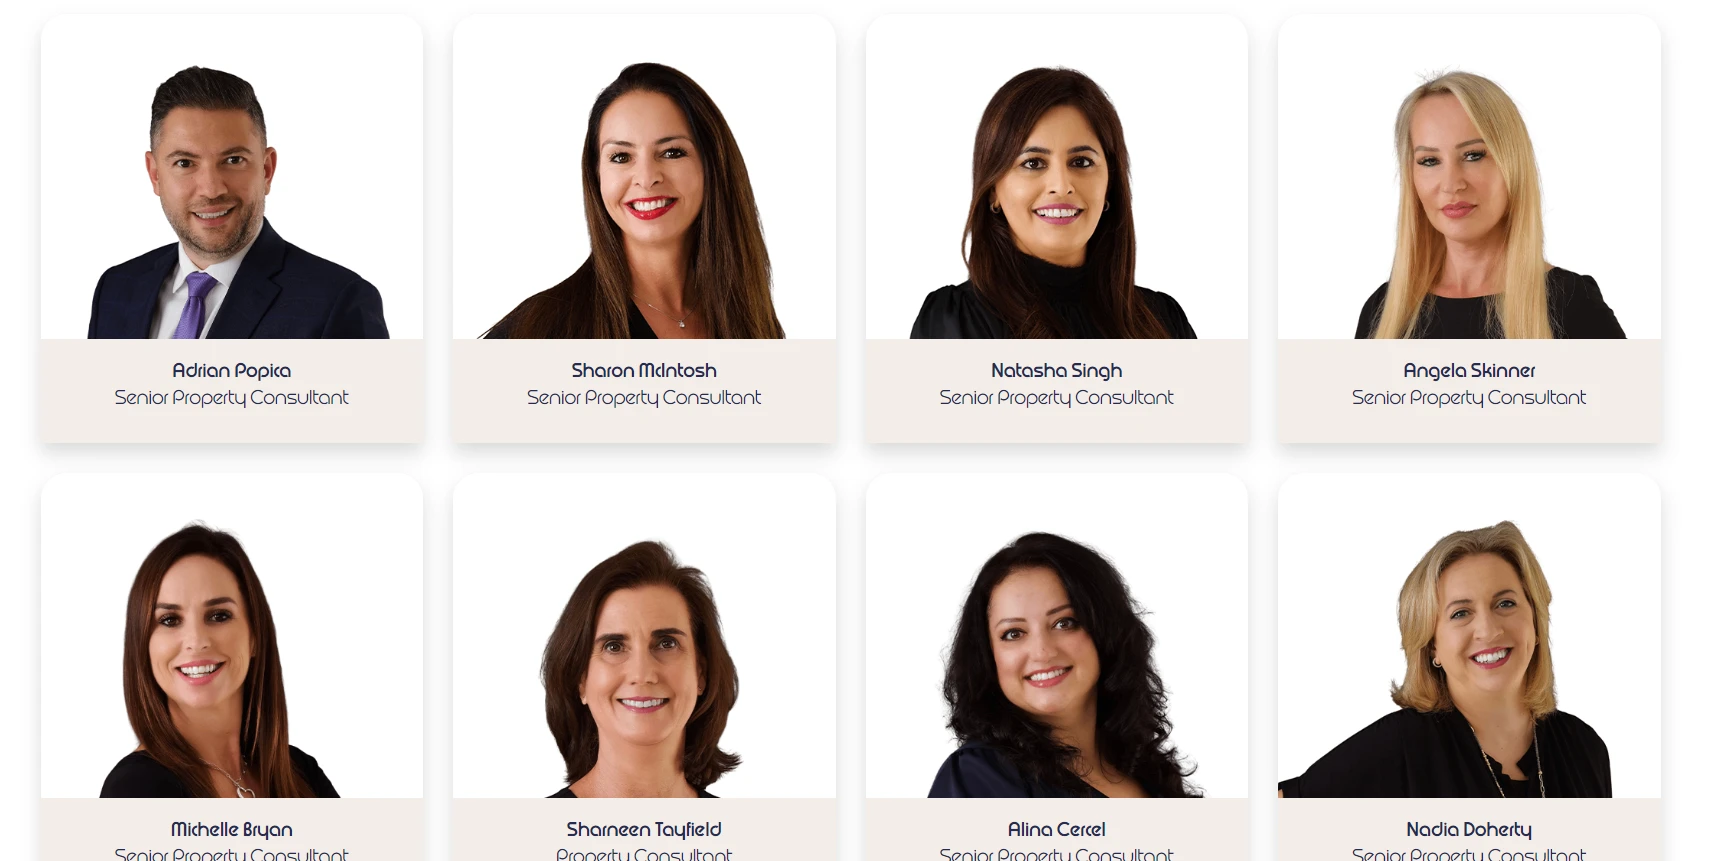 Adrian Popica
Senior Property Consultant
Sharon McIntosh
Senior Property Consultant
Natasha Singh
Senior Property Consultant
Angela Skinner
Senior Property Consultant
Michelle Bryan
Senior Property Consultant
Sharneen Tayfield
Property Consultant
Alina Cercel
Senior Property Consultant
Nadia Doherty
Senior Property Consultant